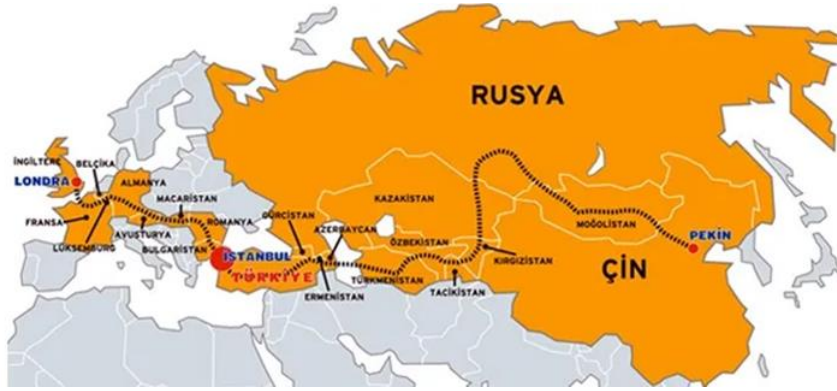 RUSYA
İNGİLTERE
BELÇİKA
LONDRA
ALMANYA
MACARİSTAN
KAZAKİSTAN
FRANSA
ROMANYA
GÜRCİSTAN
AZERBAYCAN
MOĞOLİSTAN
AVUSTURYA
PEKİN
LÜKSEMBURG
BULGARİSTAN
ÖZBEKİSTAN
İSTANBUL
KIRGIZİSTAN
ÇİN
TÜRKİYE
TÜRKMENİSTAN
TACİKİSTAN
ERMENİSTAN